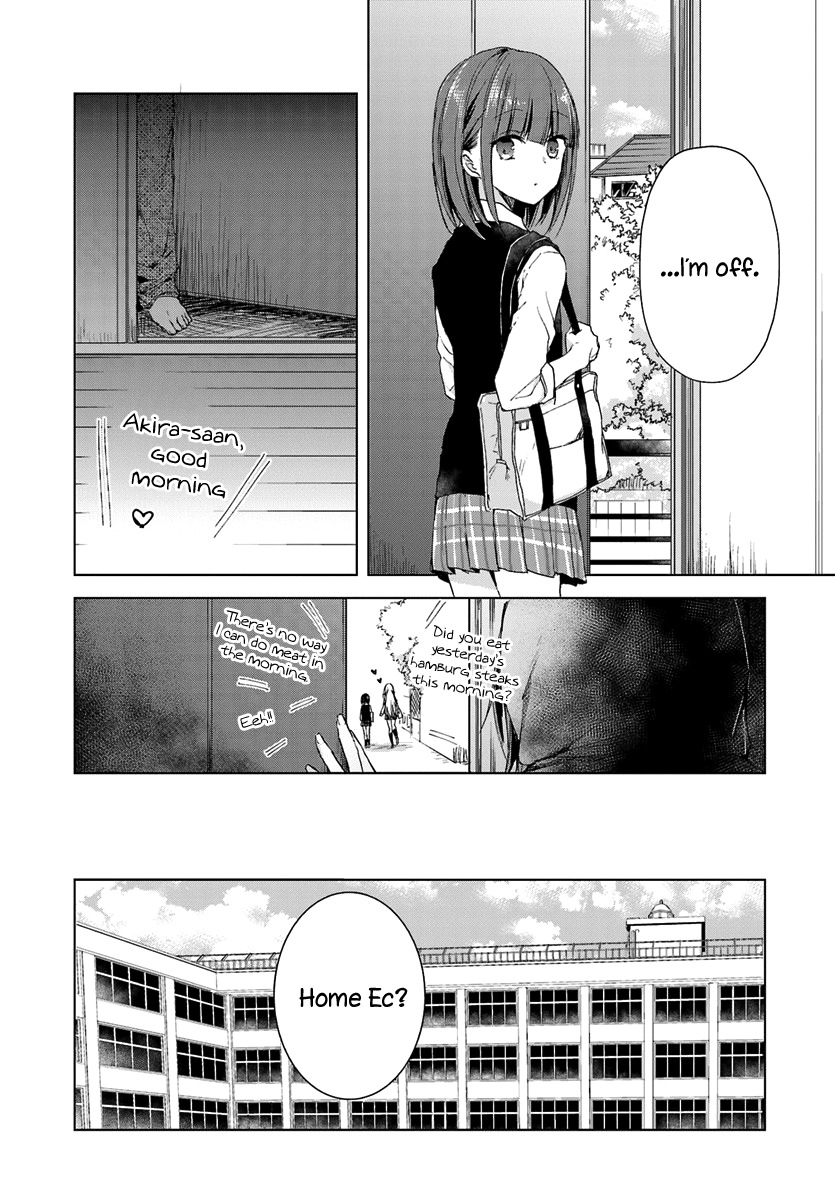 ...I'm off.
Akira-saan,
good
morning
♡
Did you eat
yesterday's
hamburg steaks
this morning?
There's no way
I can do meat in
the morning
Eeh!!
Home Ec?